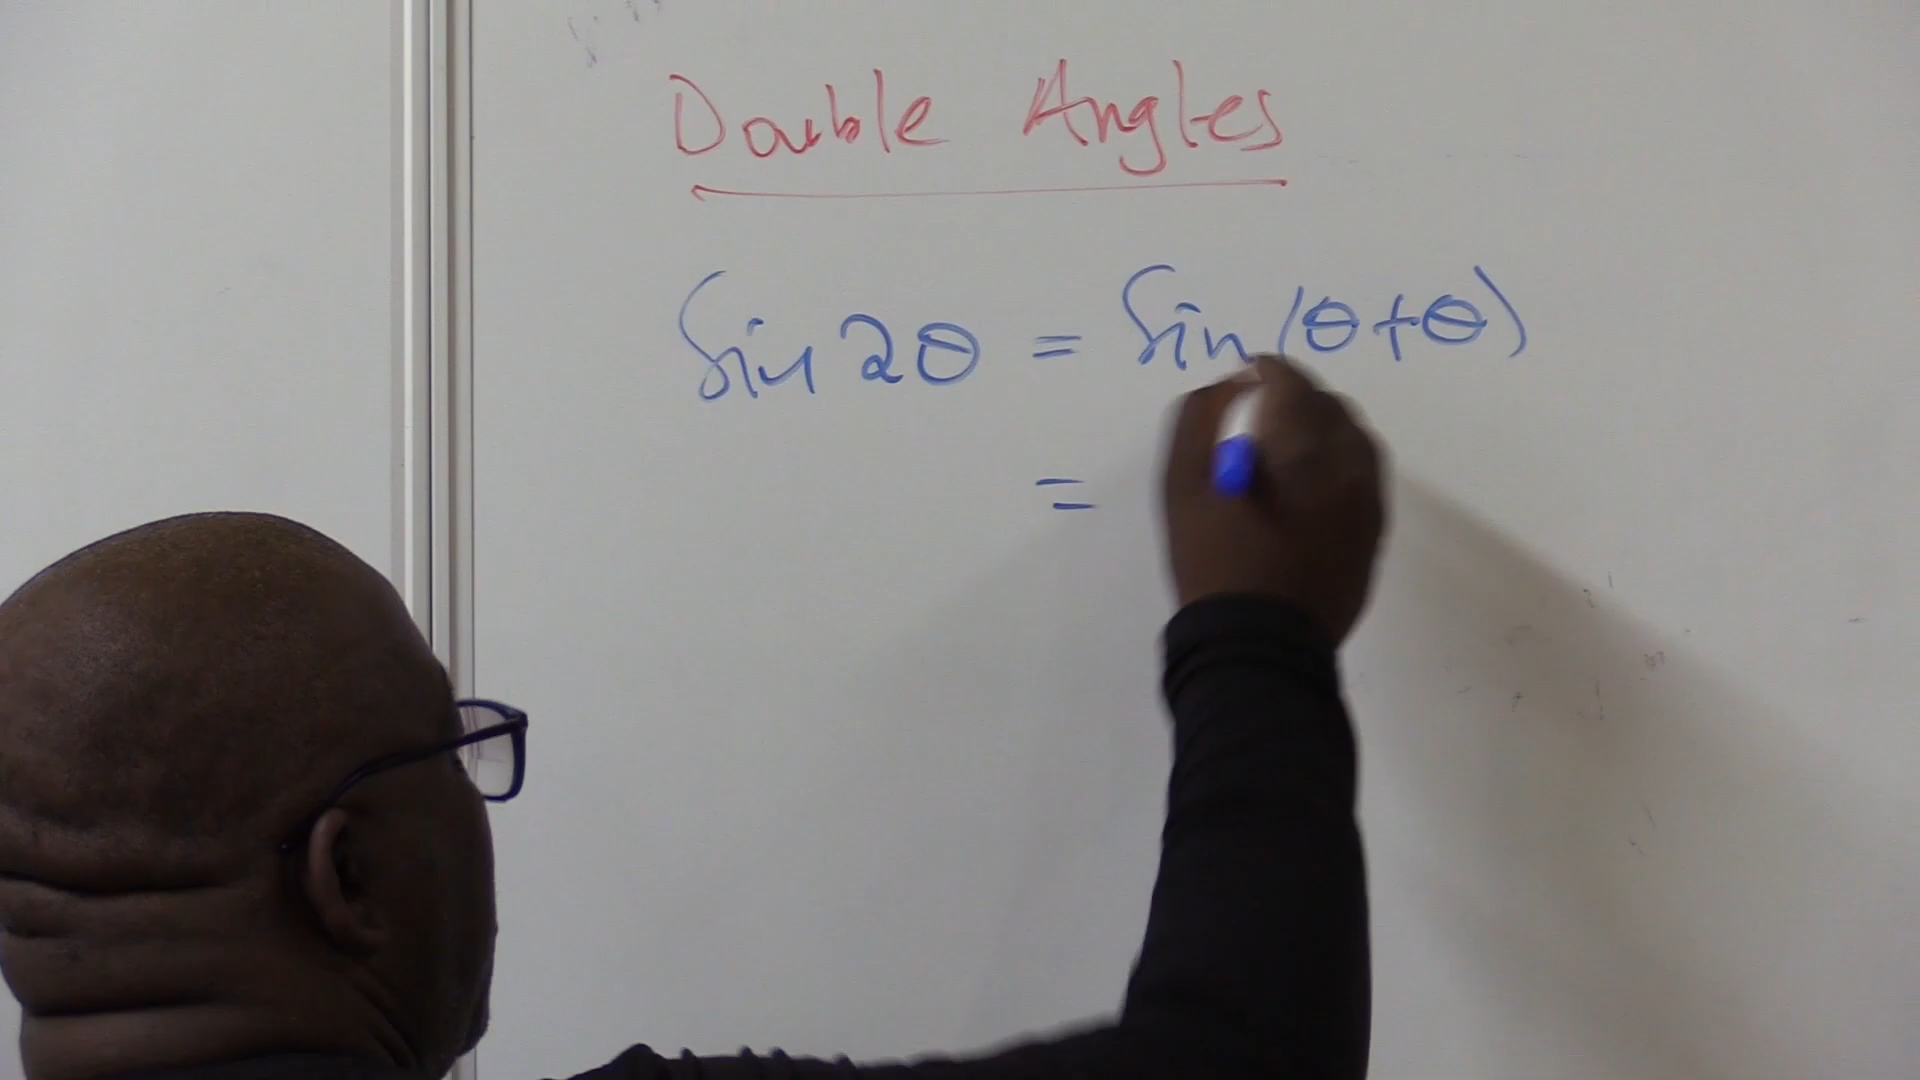 Double Angles
Sin 2θ = Sin(θ+θ)
=